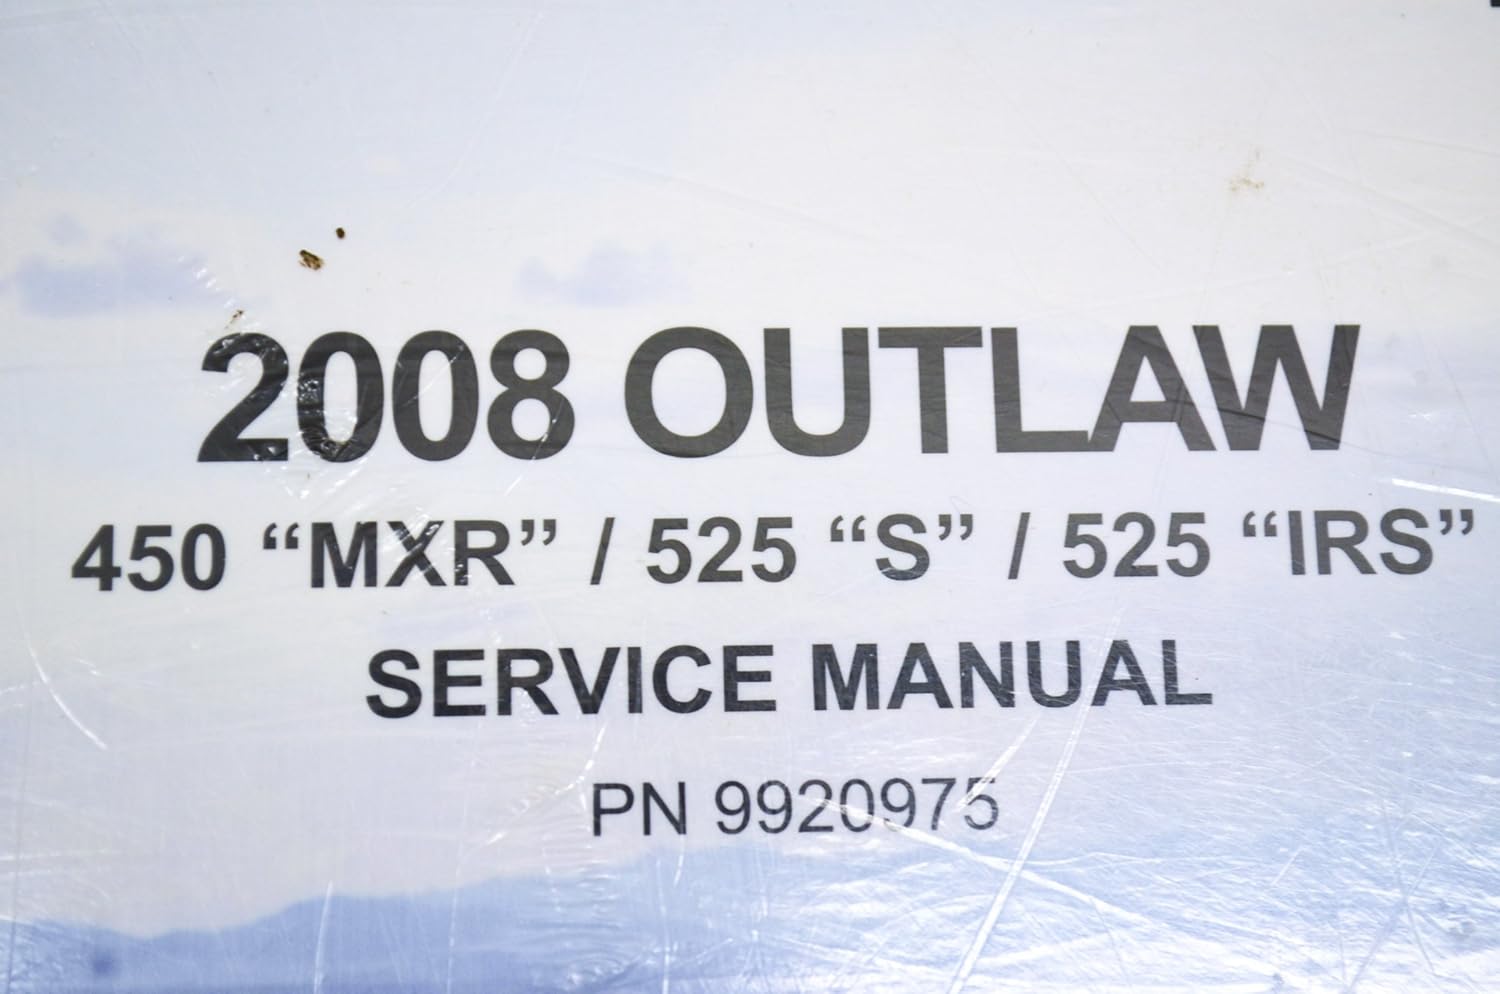 2008 OUTLAW
450 “MXR” / 525 “S” / 525 “IRS”
SERVICE MANUAL
PN 9920975